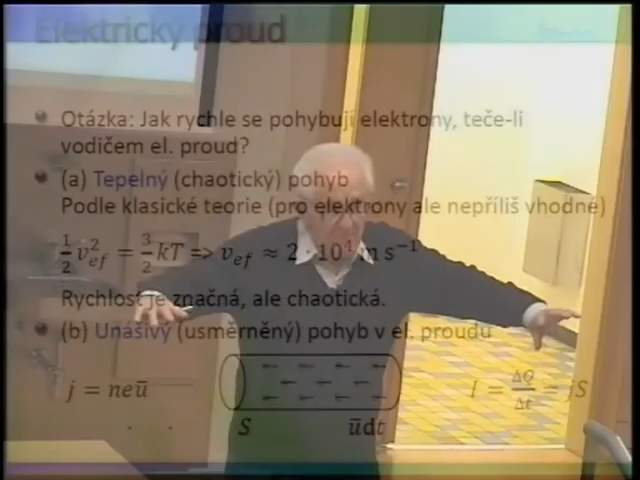 Elektrický proud
Otázka: Jak rychle se pohybují elektrony, teče-li
vodičem el. proud?
(a) Tepelný (chaotický) pohyb
Podle klasické teorie (pro elektrony ale nepříliš vhodné)
½v²ef = 3/2 kT => vef ≈ 2 · 10⁴ m s⁻¹
Rychlost je značná, ale chaotická.
(b) Unášivý (usměrněný) pohyb v el. proudu
j = neū
I = ΔQ/Δt = jS
S ūdt